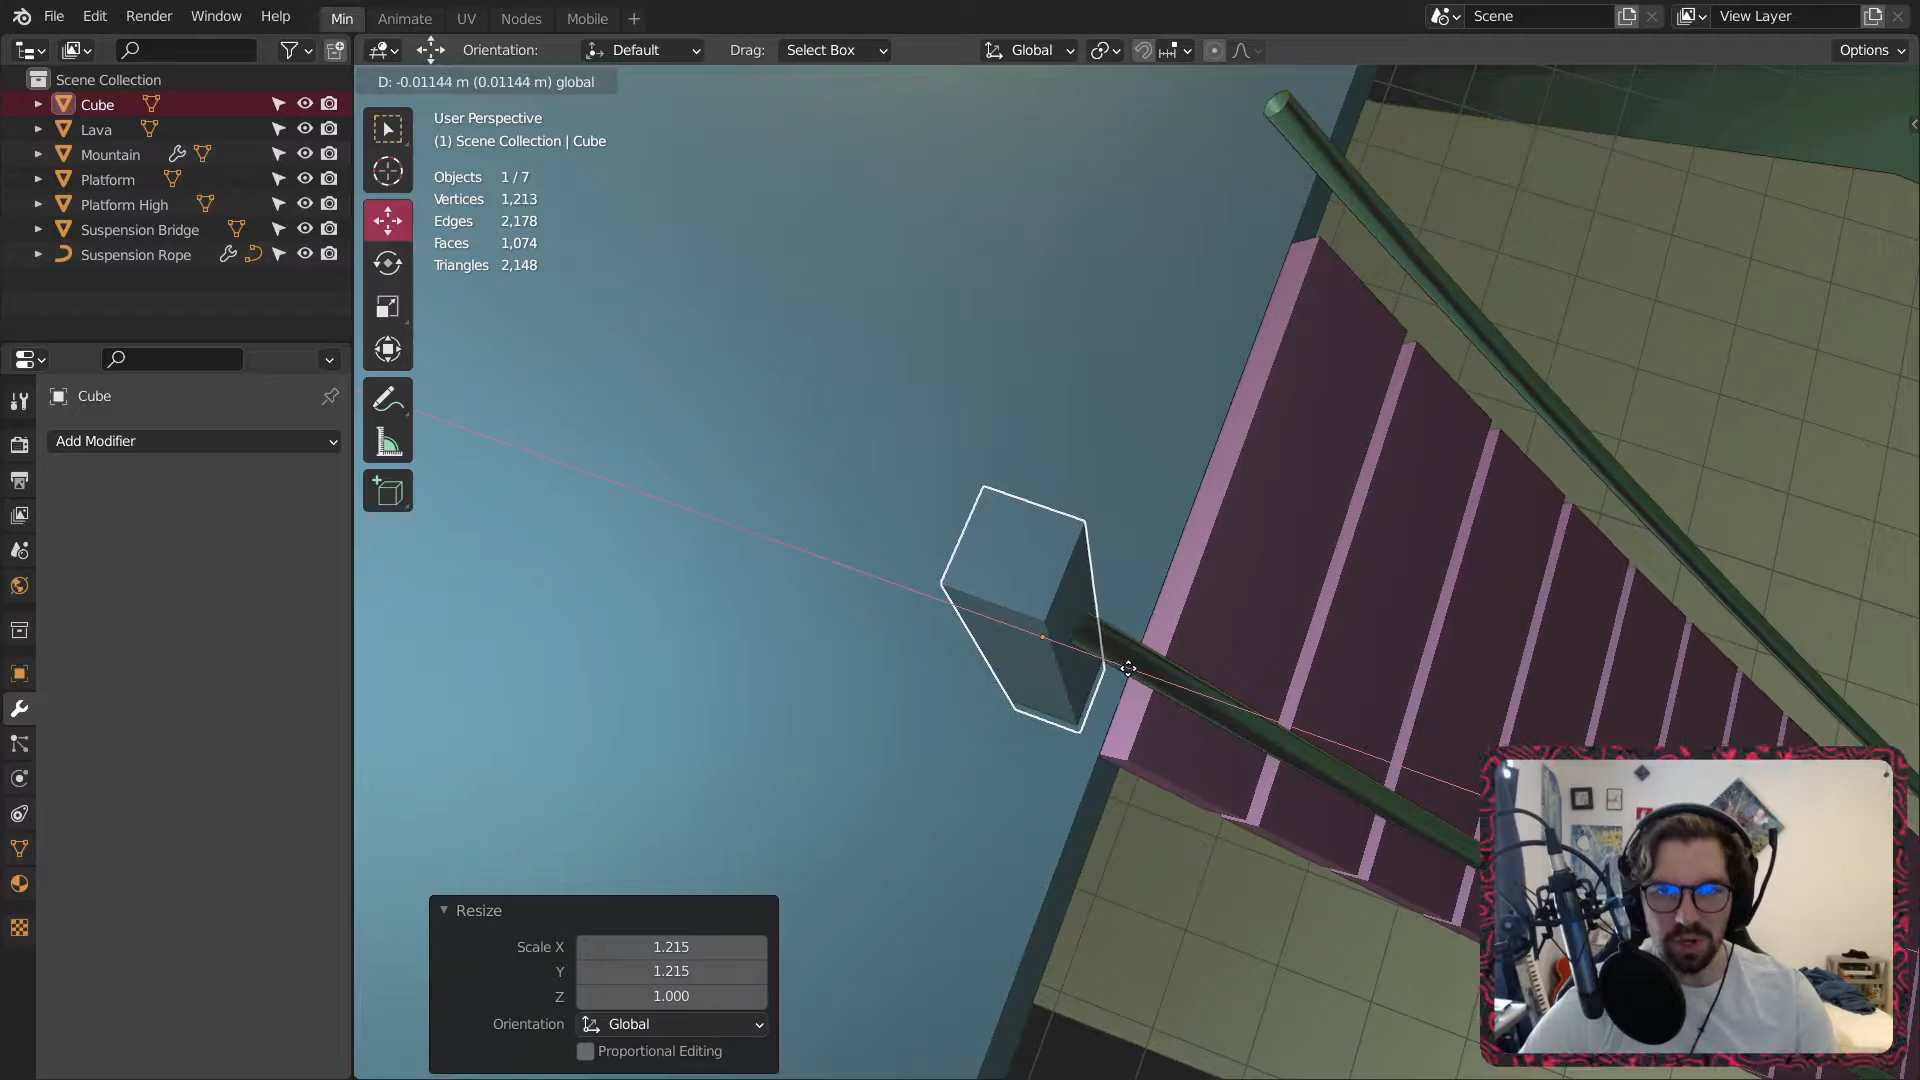 File Edit Render Window Help Min Animate UV Nodes Mobile Scene View Layer
Orientation: Default Drag: Select Box Global Options
D: -0.01144 m (0.01144 m) global
Scene Collection
Cube
Lava
Mountain
Platform
Platform High
Suspension Bridge
Suspension Rope
User Perspective
(1) Scene Collection | Cube
Objects 1 / 7
Vertices 1,213
Edges 2,178
Faces 1,074
Triangles 2,148
Cube
Add Modifier
Resize
Scale X 1.215
Y 1.215
Z 1.000
Orientation Global
Proportional Editing